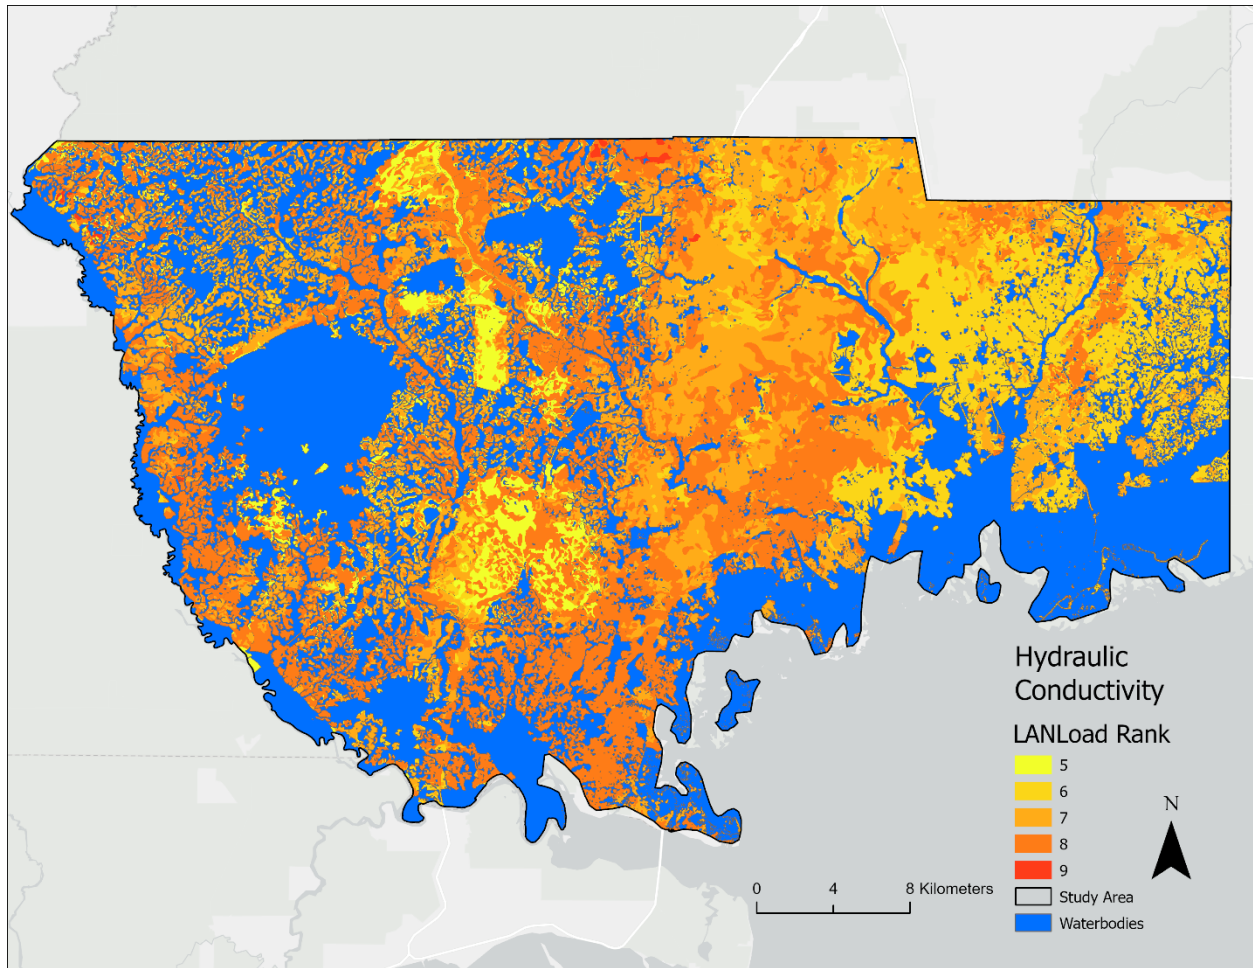 Hydraulic
Conductivity
LANLoad Rank
5
6
7
8
9
Study Area
Waterbodies
N
0 4 8 Kilometers